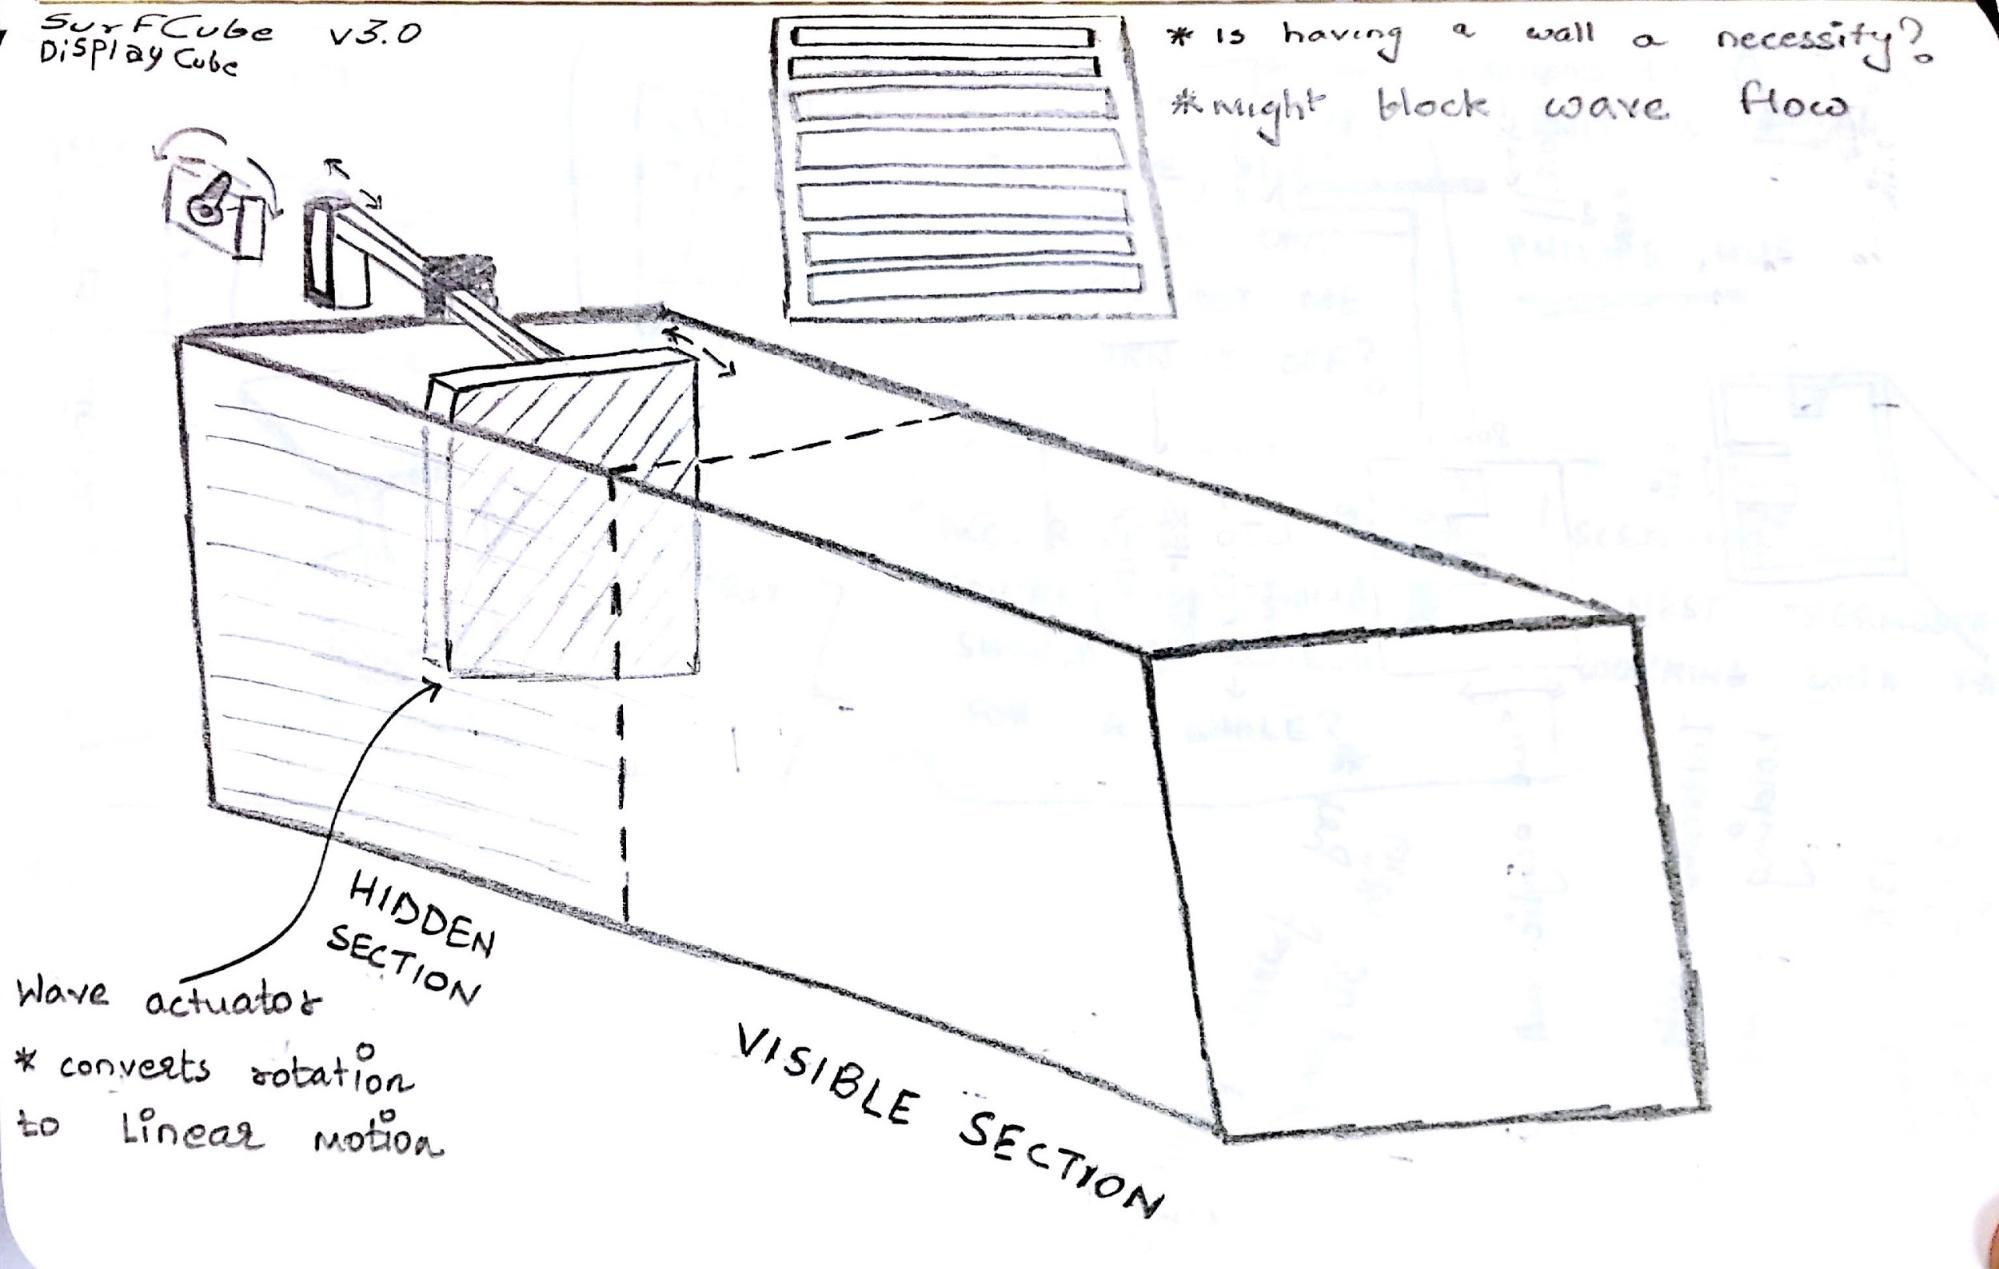 SurFCube v3.0
Display Cube
* is having a wall a necessity?
* might block wave flow
HIDDEN
SECTION
Wave actuator
* converts rotation
to Linear motion
VISIBLE SECTION